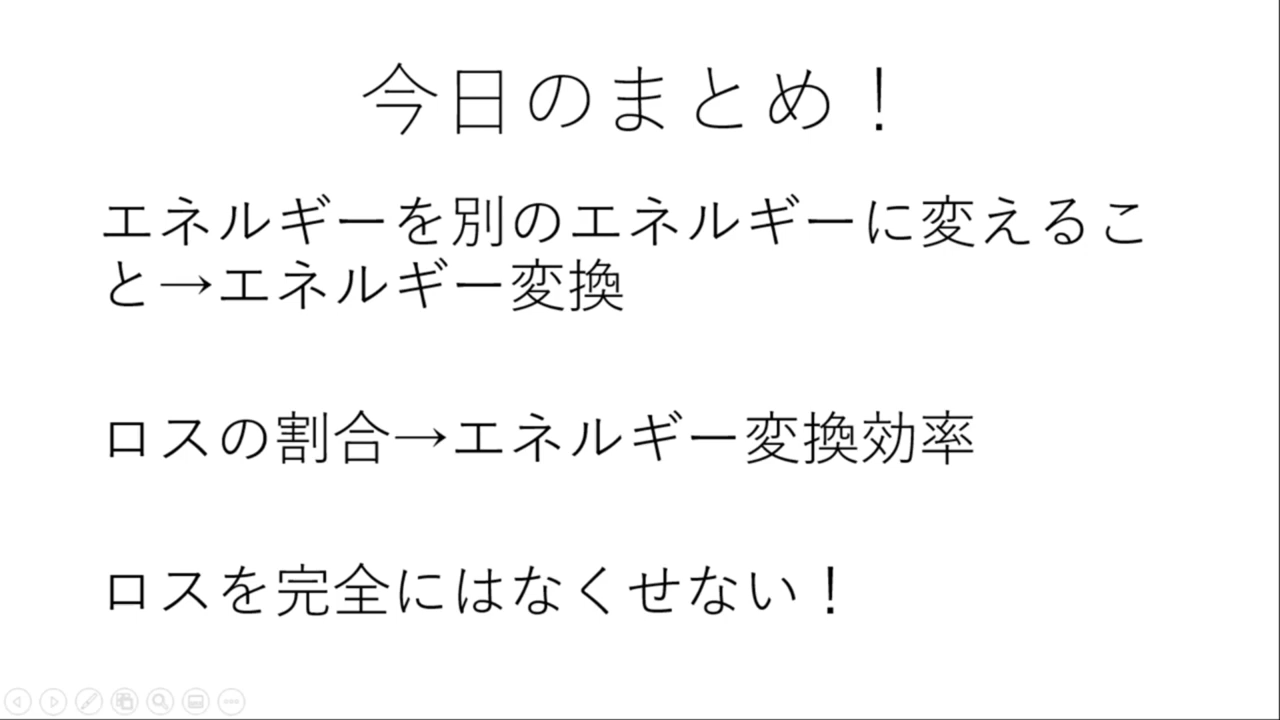 今日のまとめ！
エネルギーを別のエネルギーに変えるこ
と→エネルギー変換
ロスの割合→エネルギー変換効率
ロスを完全にはなくせない！